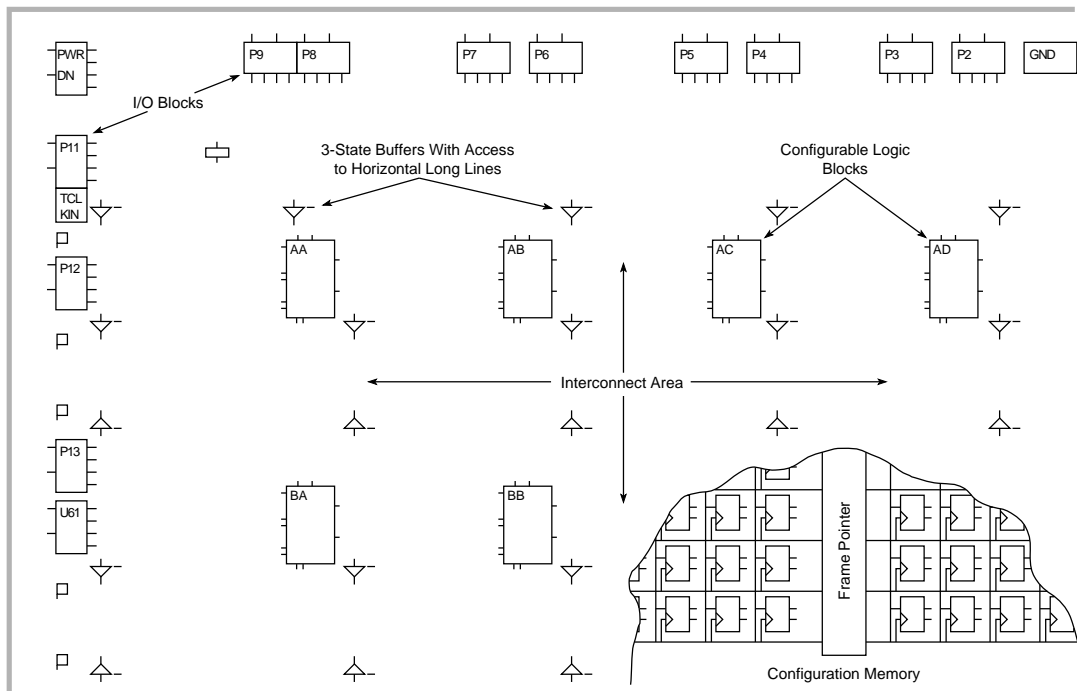 PWR
DN
P9
P8
P7
P6
P5
P4
P3
P2
GND
I/O Blocks
P11
TCL
KIN
3-State Buffers With Access
to Horizontal Long Lines
Configurable Logic
Blocks
P12
AA
AB
AC
AD
Interconnect Area
P13
U61
BA
BB
Frame Pointer
Configuration Memory